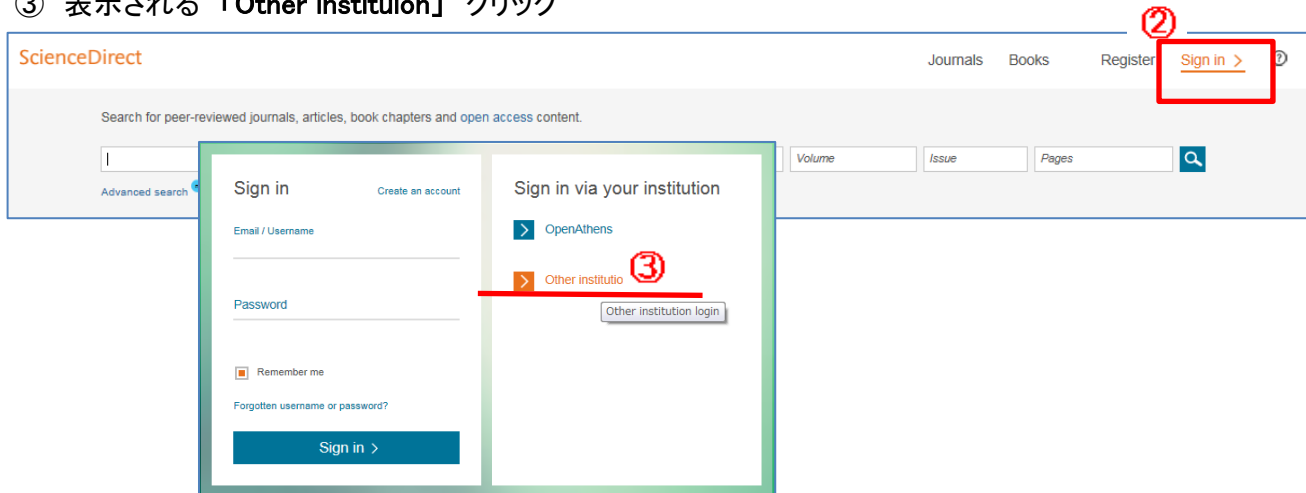 ③ 表示される 「Other instituion」 クリック
②
ScienceDirect
Journals Books Register Sign in >
Search for peer-reviewed journals, articles, book chapters and open access content.
Volume Issue Pages
Advanced search
Sign in Create an account
Email / Username
Password
Remember me
Forgotten username or password?
Sign in >
Sign in via your institution
OpenAthens
Other institutio ③
Other institution login